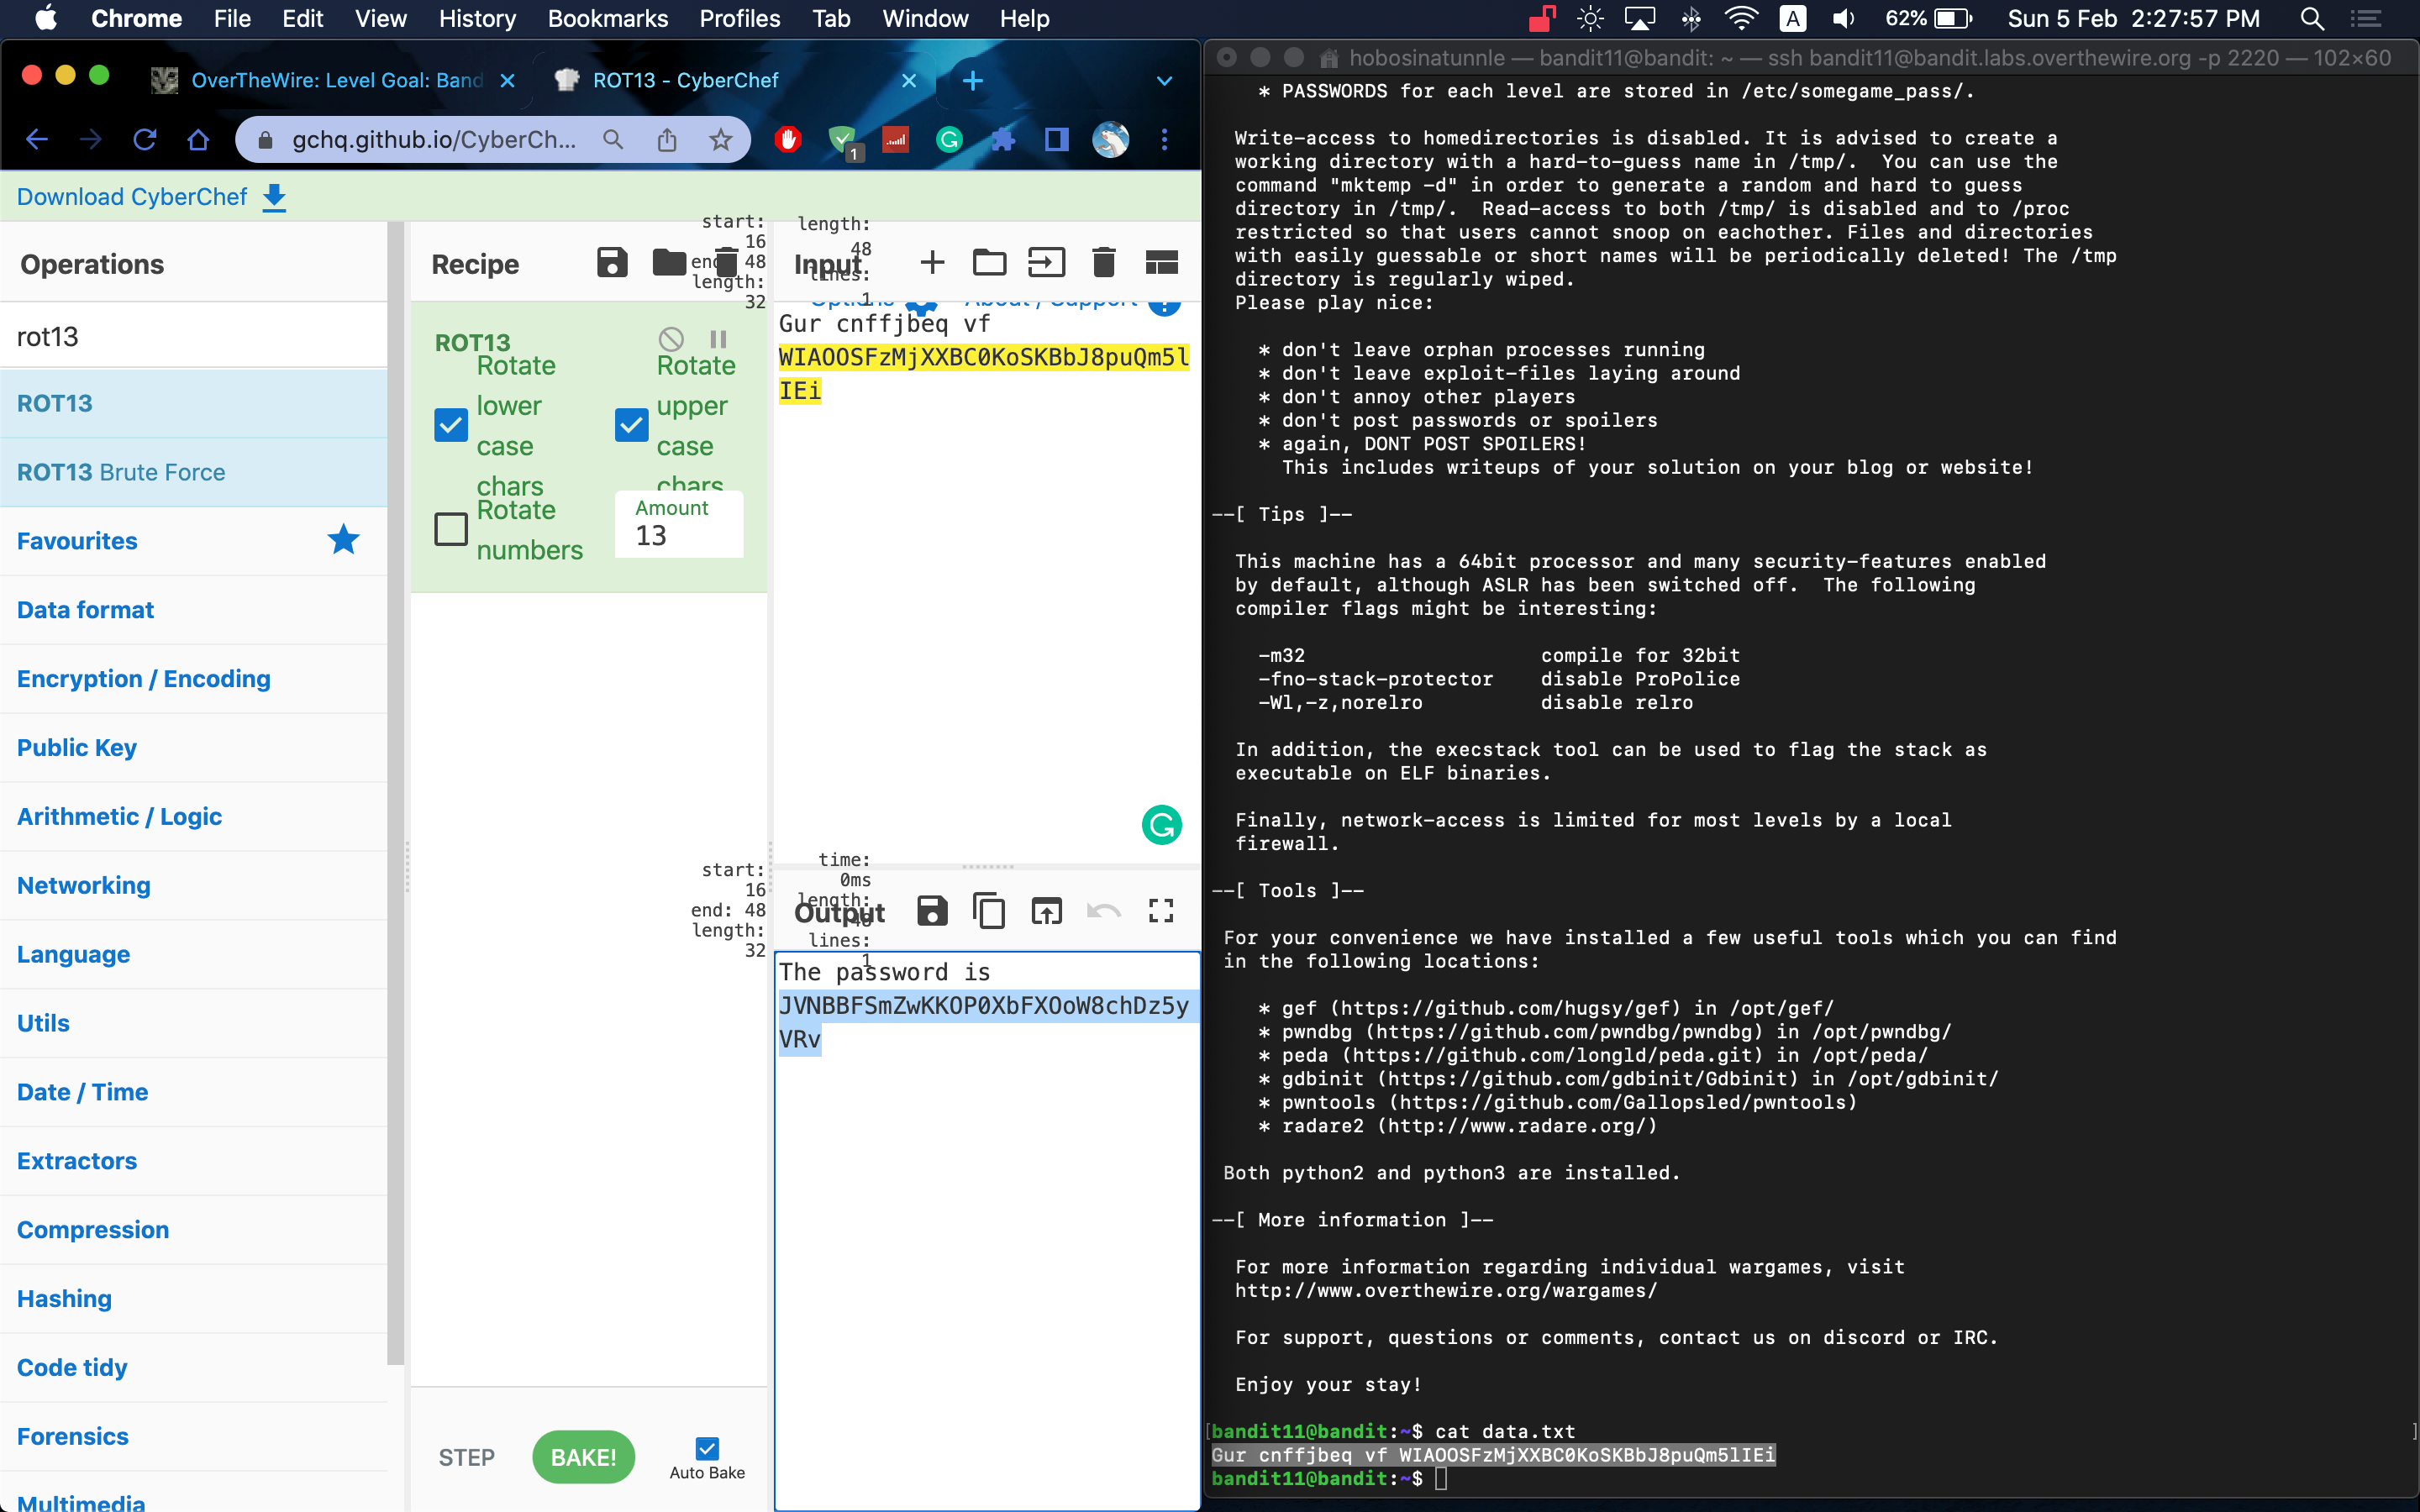 Chrome File Edit View History Bookmarks Profiles Tab Window Help
A 62% Sun 5 Feb 2:27:57 PM
OverTheWire: Level Goal: Band
ROT13 - CyberChef
gchq.github.io/CyberCh...
1
Download CyberChef
Operations
rot13
ROT13
ROT13 Brute Force
Favourites
Data format
Encryption / Encoding
Public Key
Arithmetic / Logic
Networking
Language
Utils
Date / Time
Extractors
Compression
Hashing
Code tidy
Forensics
Multimedia
Recipe
start:
16
end: 48
length:
32
ROT13
Rotate
lower
case
chars
Rotate
upper
case
chars
Rotate
numbers
Amount
13
STEP
BAKE!
Auto Bake
Input
length:
48
lines:
1
Options About / Support
Gur cnffjbeq vf
WIAOOSFzMjXXBC0KoSKBbJ8puQm5l
IEi
start:
16
end: 48
length:
32
Output
time:
0ms
length:
48
lines:
1
The password is
JVNBBFSmZwKKOP0XbFXOoW8chDz5y
VRv
hobosinatunnle — bandit11@bandit: ~ — ssh bandit11@bandit.labs.overthewire.org -p 2220 — 102×60
* PASSWORDS for each level are stored in /etc/somegame_pass/.
Write-access to homedirectories is disabled. It is advised to create a
working directory with a hard-to-guess name in /tmp/.  You can use the
command "mktemp -d" in order to generate a random and hard to guess
directory in /tmp/.  Read-access to both /tmp/ is disabled and to /proc
restricted so that users cannot snoop on eachother. Files and directories
with easily guessable or short names will be periodically deleted! The /tmp
directory is regularly wiped.
Please play nice:
* don't leave orphan processes running
* don't leave exploit-files laying around
* don't annoy other players
* don't post passwords or spoilers
* again, DONT POST SPOILERS!
This includes writeups of your solution on your blog or website!
--[ Tips ]--
This machine has a 64bit processor and many security-features enabled
by default, although ASLR has been switched off.  The following
compiler flags might be interesting:
-m32                    compile for 32bit
-fno-stack-protector    disable ProPolice
-Wl,-z,norelro          disable relro
In addition, the execstack tool can be used to flag the stack as
executable on ELF binaries.
Finally, network-access is limited for most levels by a local
firewall.
--[ Tools ]--
For your convenience we have installed a few useful tools which you can find
in the following locations:
* gef (https://github.com/hugsy/gef) in /opt/gef/
* pwndbg (https://github.com/pwndbg/pwndbg) in /opt/pwndbg/
* peda (https://github.com/longld/peda.git) in /opt/peda/
* gdbinit (https://github.com/gdbinit/Gdbinit) in /opt/gdbinit/
* pwntools (https://github.com/Gallopsled/pwntools)
* radare2 (http://www.radare.org/)
Both python2 and python3 are installed.
--[ More information ]--
For more information regarding individual wargames, visit
http://www.overthewire.org/wargames/
For support, questions or comments, contact us on discord or IRC.
Enjoy your stay!
[bandit11@bandit:~$ cat data.txt ]
Gur cnffjbeq vf WIAOOSFzMjXXBC0KoSKBbJ8puQm5lIEi
bandit11@bandit:~$